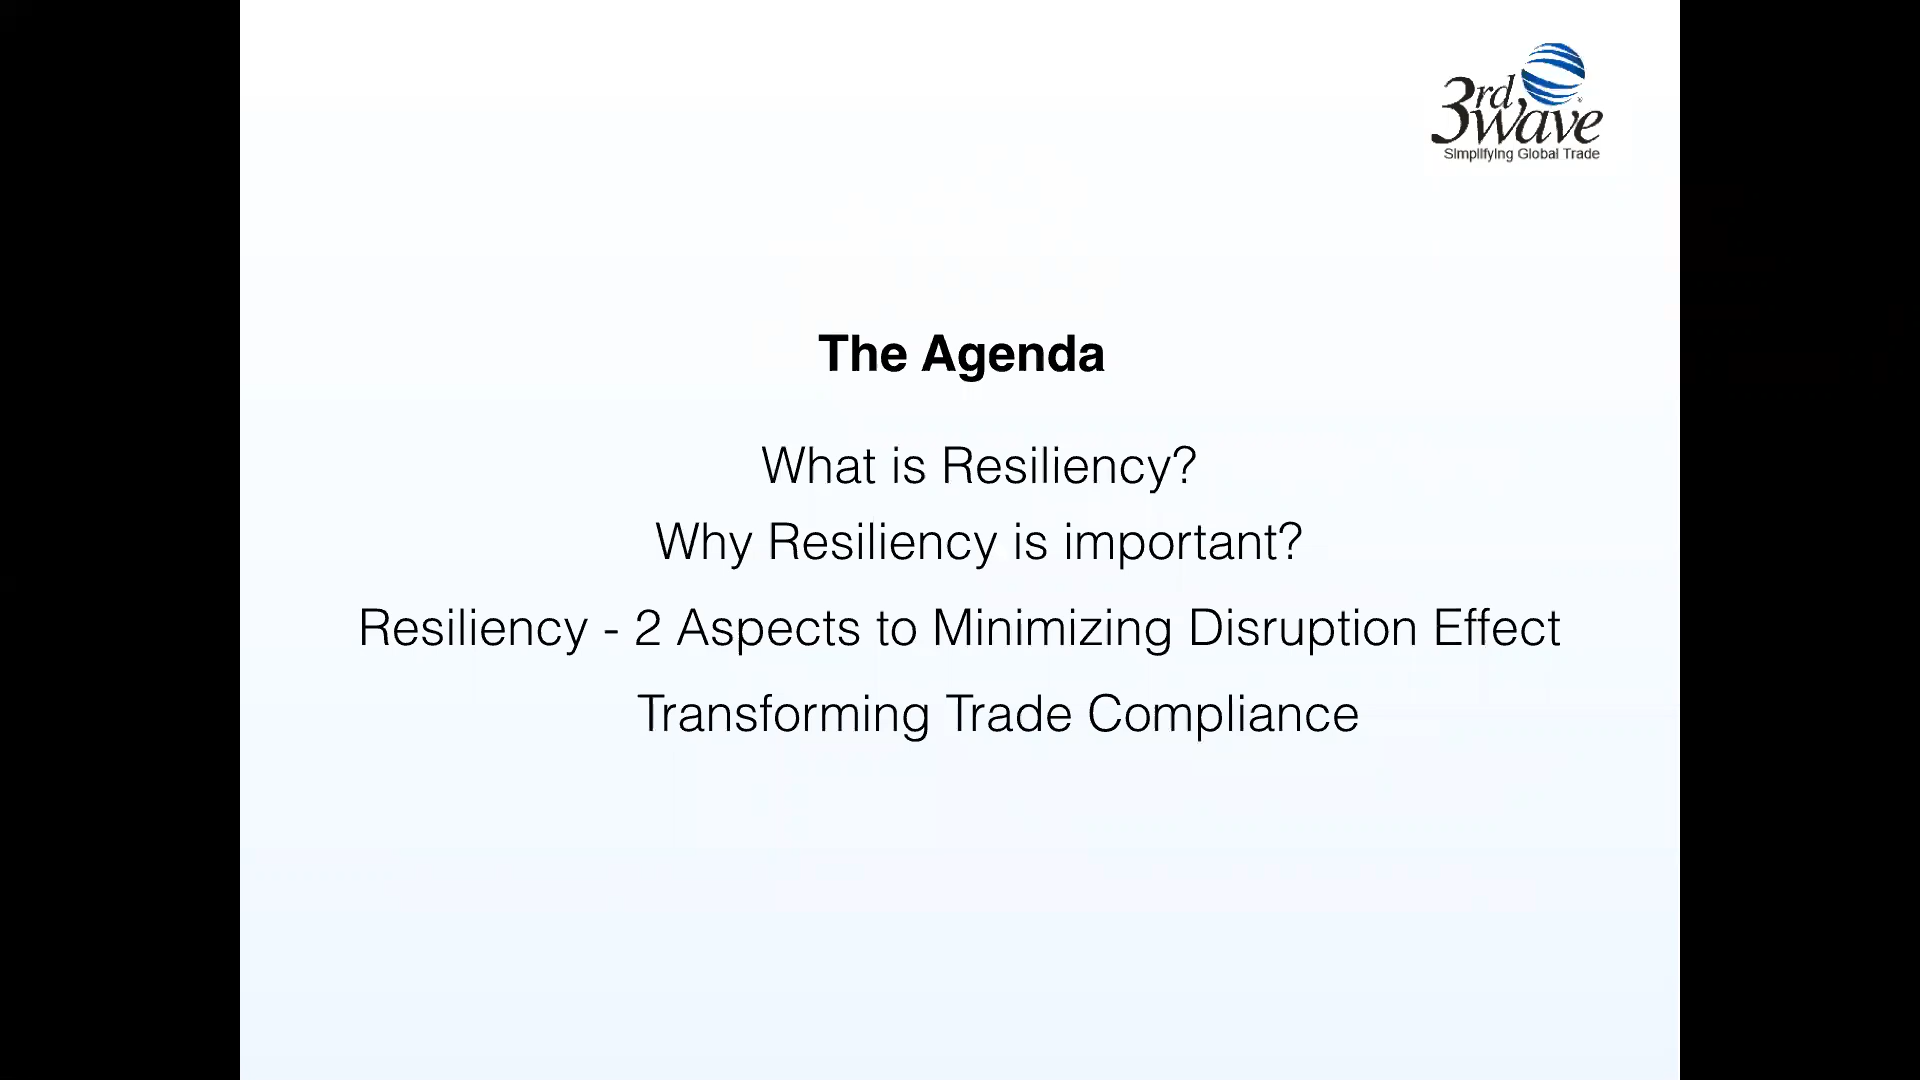 3rd wave
Simplifying Global Trade
The Agenda
What is Resiliency?
Why Resiliency is important?
Resiliency - 2 Aspects to Minimizing Disruption Effect
Transforming Trade Compliance